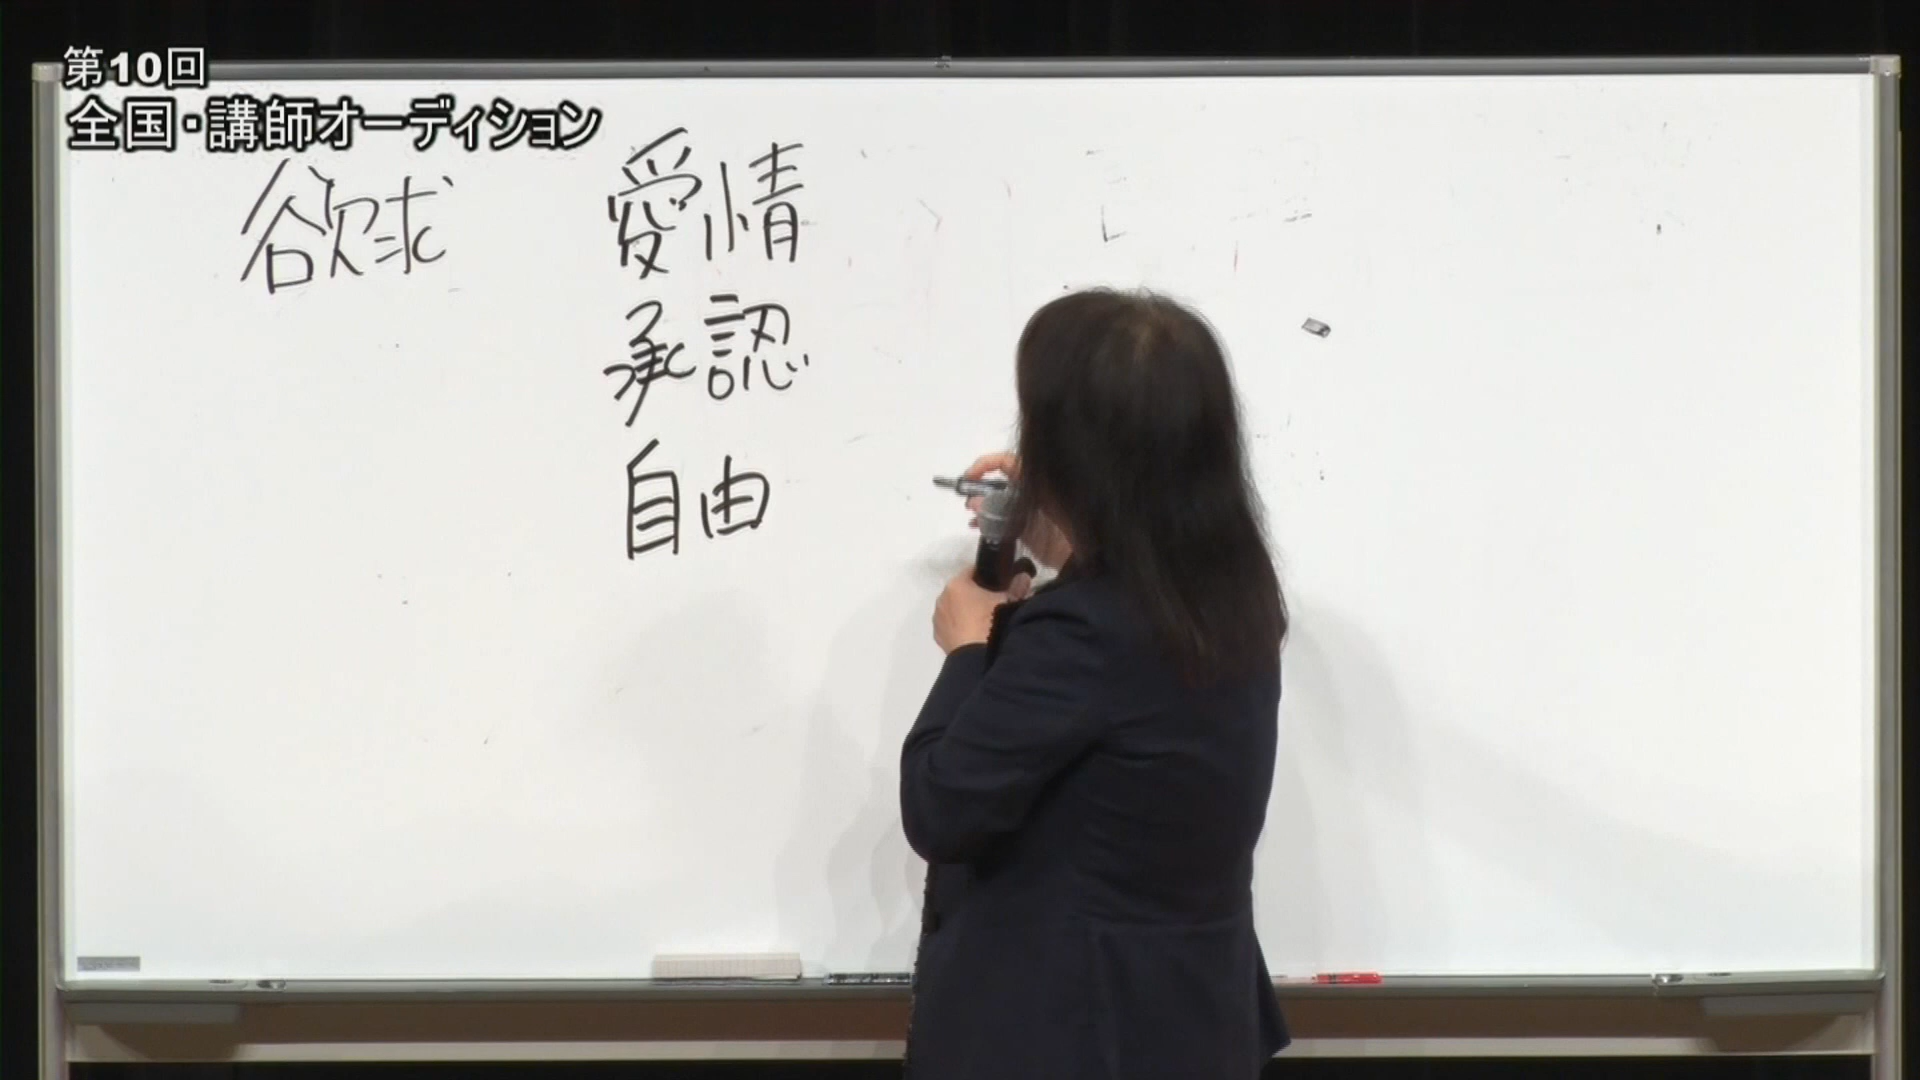 第10回
全国・講師オーディション
欲求
愛情
承認
自由